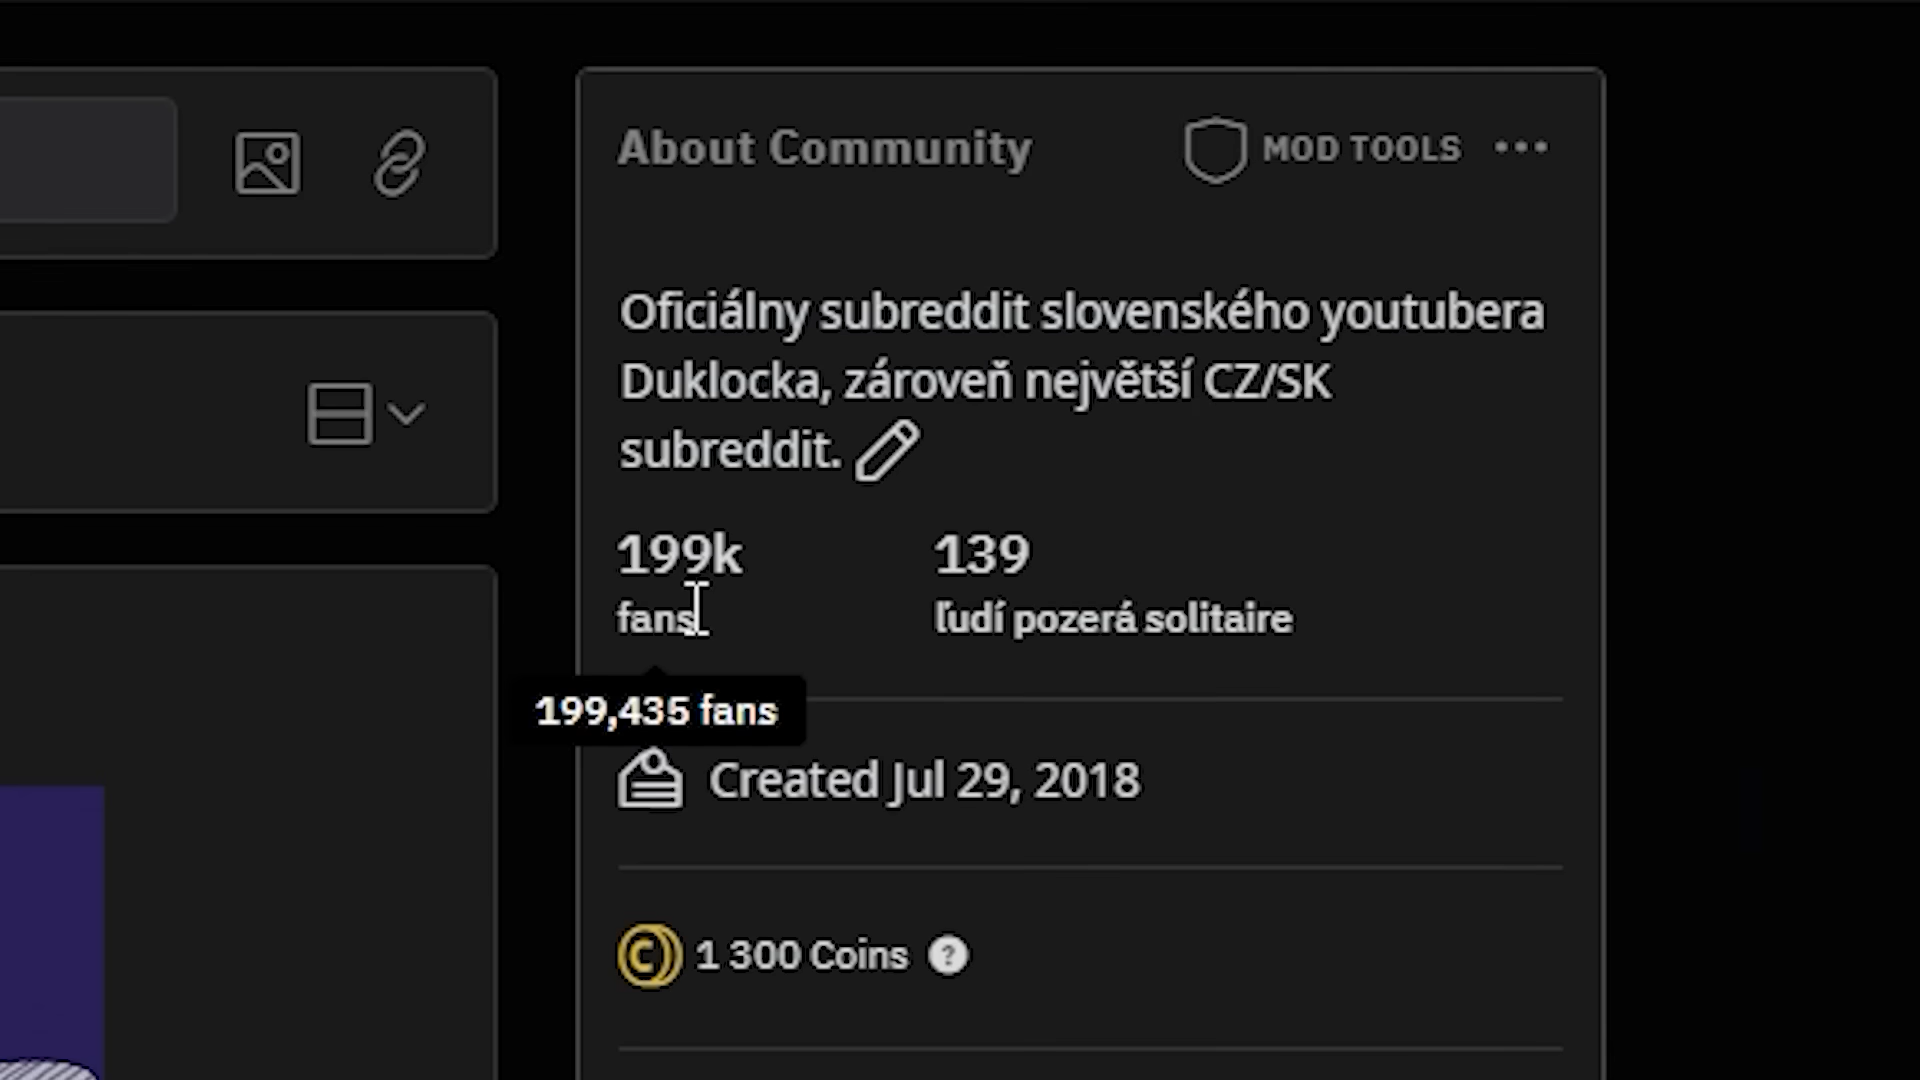 About Community
MOD TOOLS
Oficiálny subreddit slovenského youtubera
Duklocka, zároveň největší CZ/SK
subreddit.
199k
139
fans
ľudí pozerá solitaire
199,435 fans
Created Jul 29, 2018
1 300 Coins